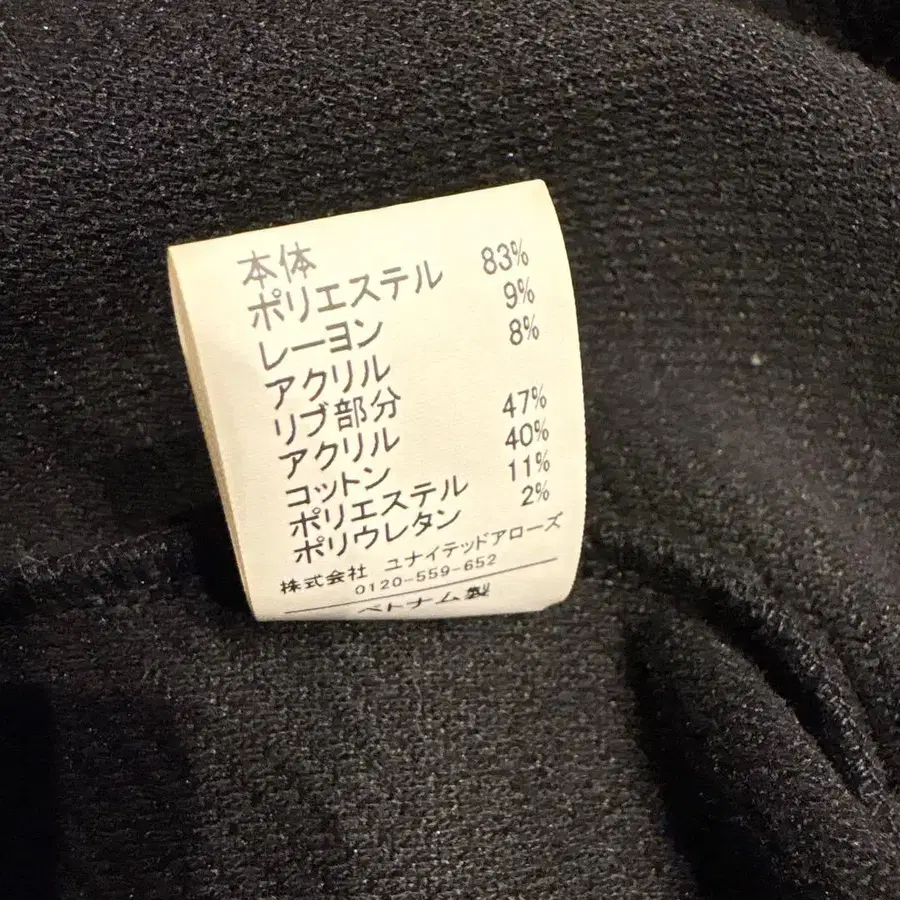 本体
ポリエステル 83%
レーヨン 9%
アクリル 8%
リブ部分
アクリル 47%
コットン 40%
ポリエステル 11%
ポリウレタン 2%
株式会社 ユナイテッドアローズ
0120-559-652
ベトナム製